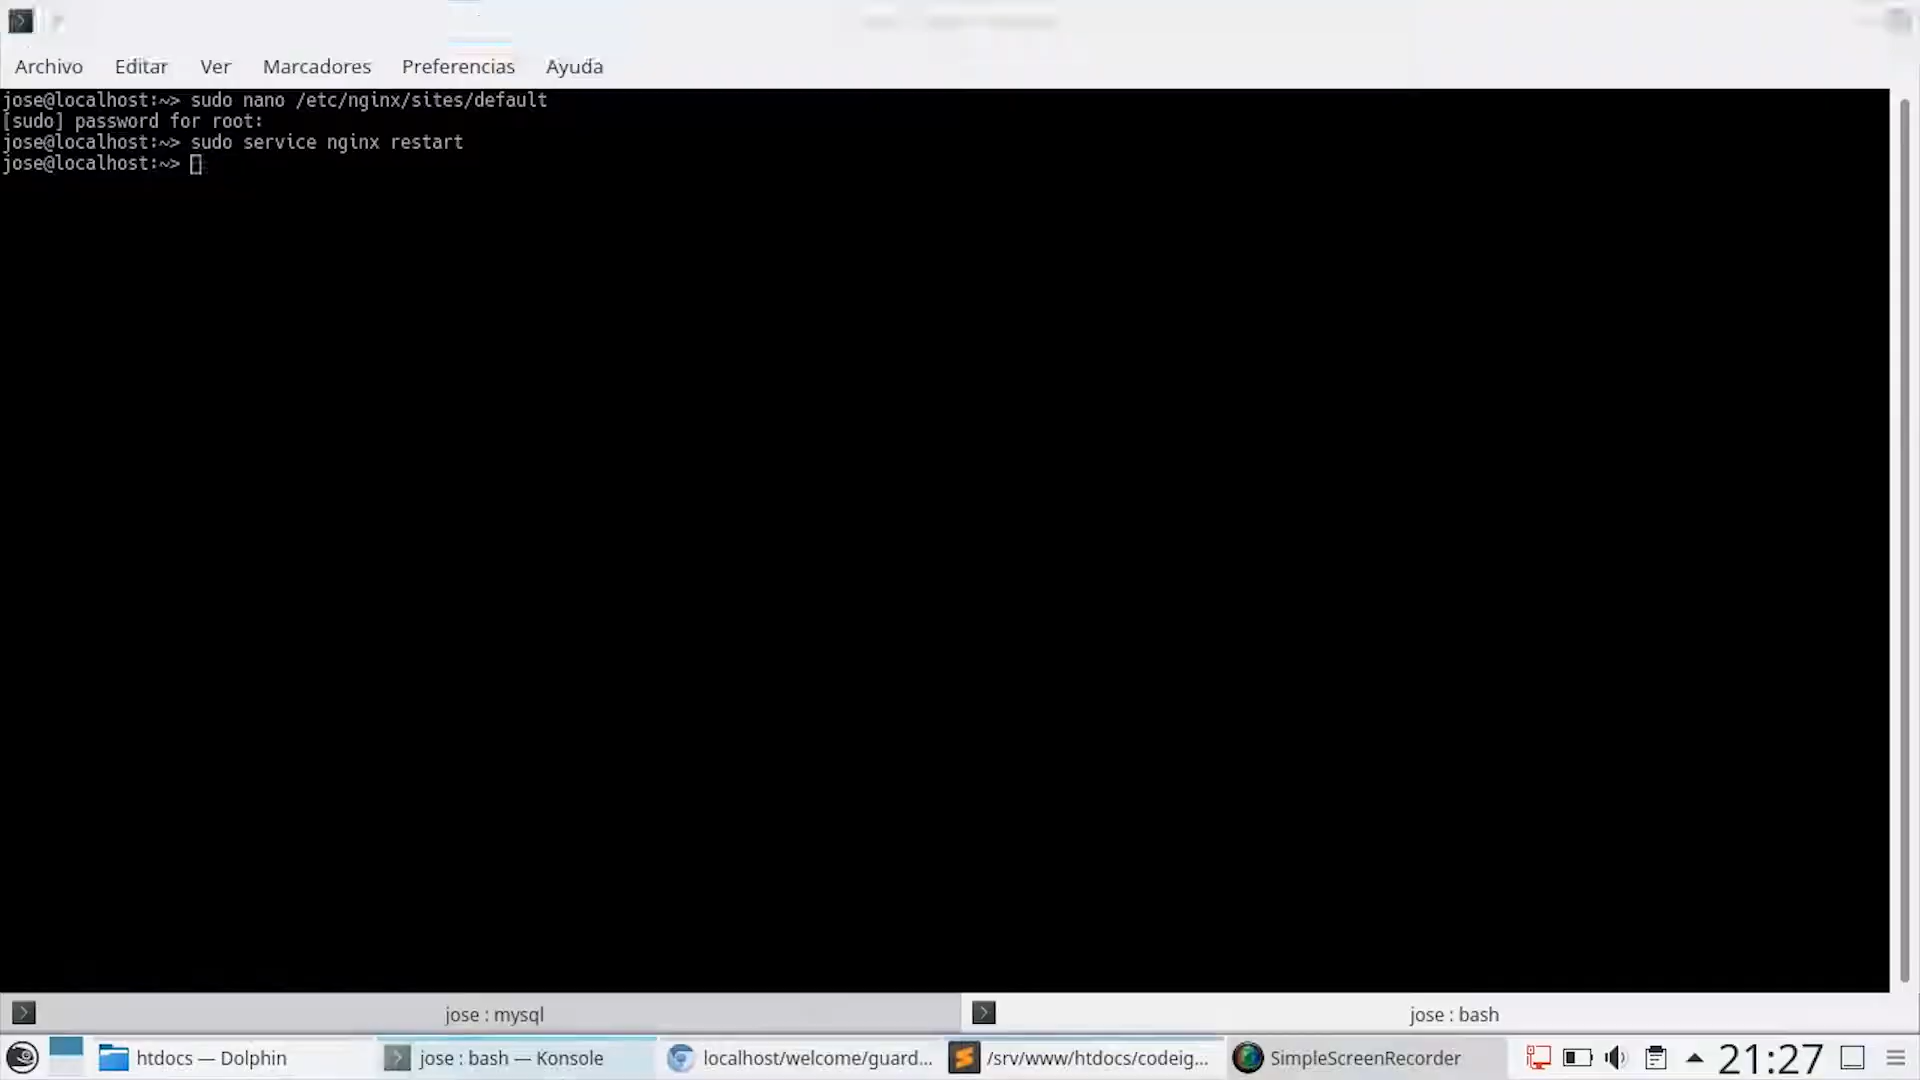 Archivo Editar Ver Marcadores Preferencias Ayuda
jose@localhost:~> sudo nano /etc/nginx/sites/default
[sudo] password for root:
jose@localhost:~> sudo service nginx restart
jose@localhost:~>
jose : mysql
jose : bash
htdocs — Dolphin
jose : bash — Konsole
localhost/welcome/guard...
/srv/www/htdocs/codeig...
SimpleScreenRecorder
21:27